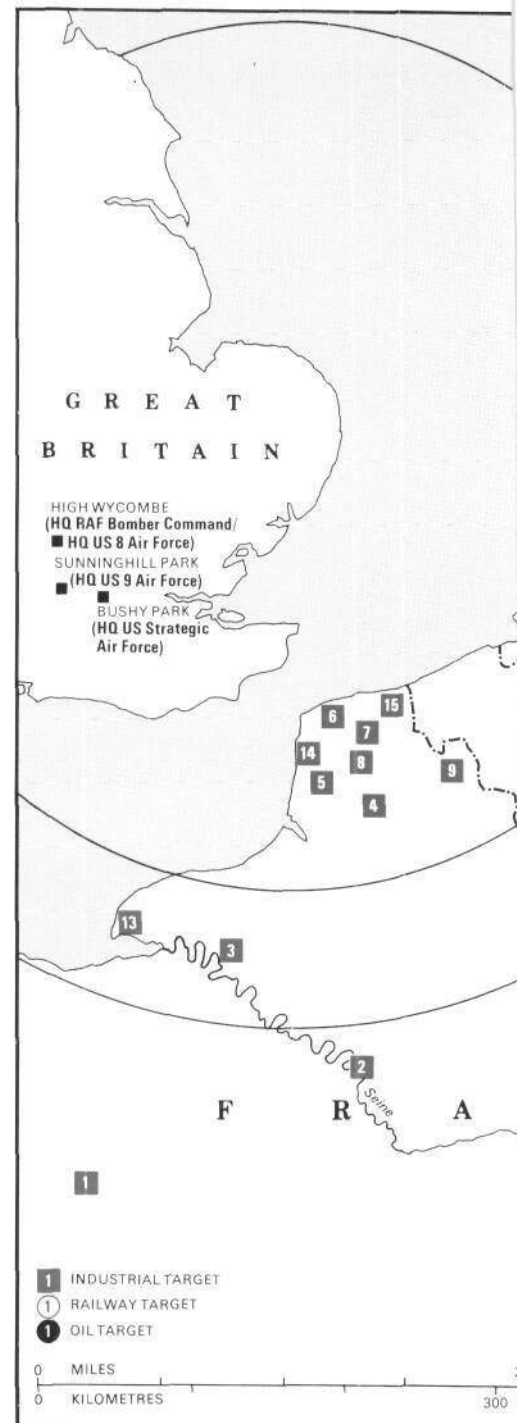 GREAT
BRITAIN
HIGH WYCOMBE
(HQ RAF Bomber Command/
HQ US 8 Air Force)
SUNNINGHILL PARK
(HQ US 9 Air Force)
BUSHY PARK
(HQ US Strategic
Air Force)
6
15
7
14
8
9
5
4
13
3
2
Seine
F R A
1
1 INDUSTRIAL TARGET
1 RAILWAY TARGET
1 OIL TARGET
0 MILES
0 KILOMETRES 300